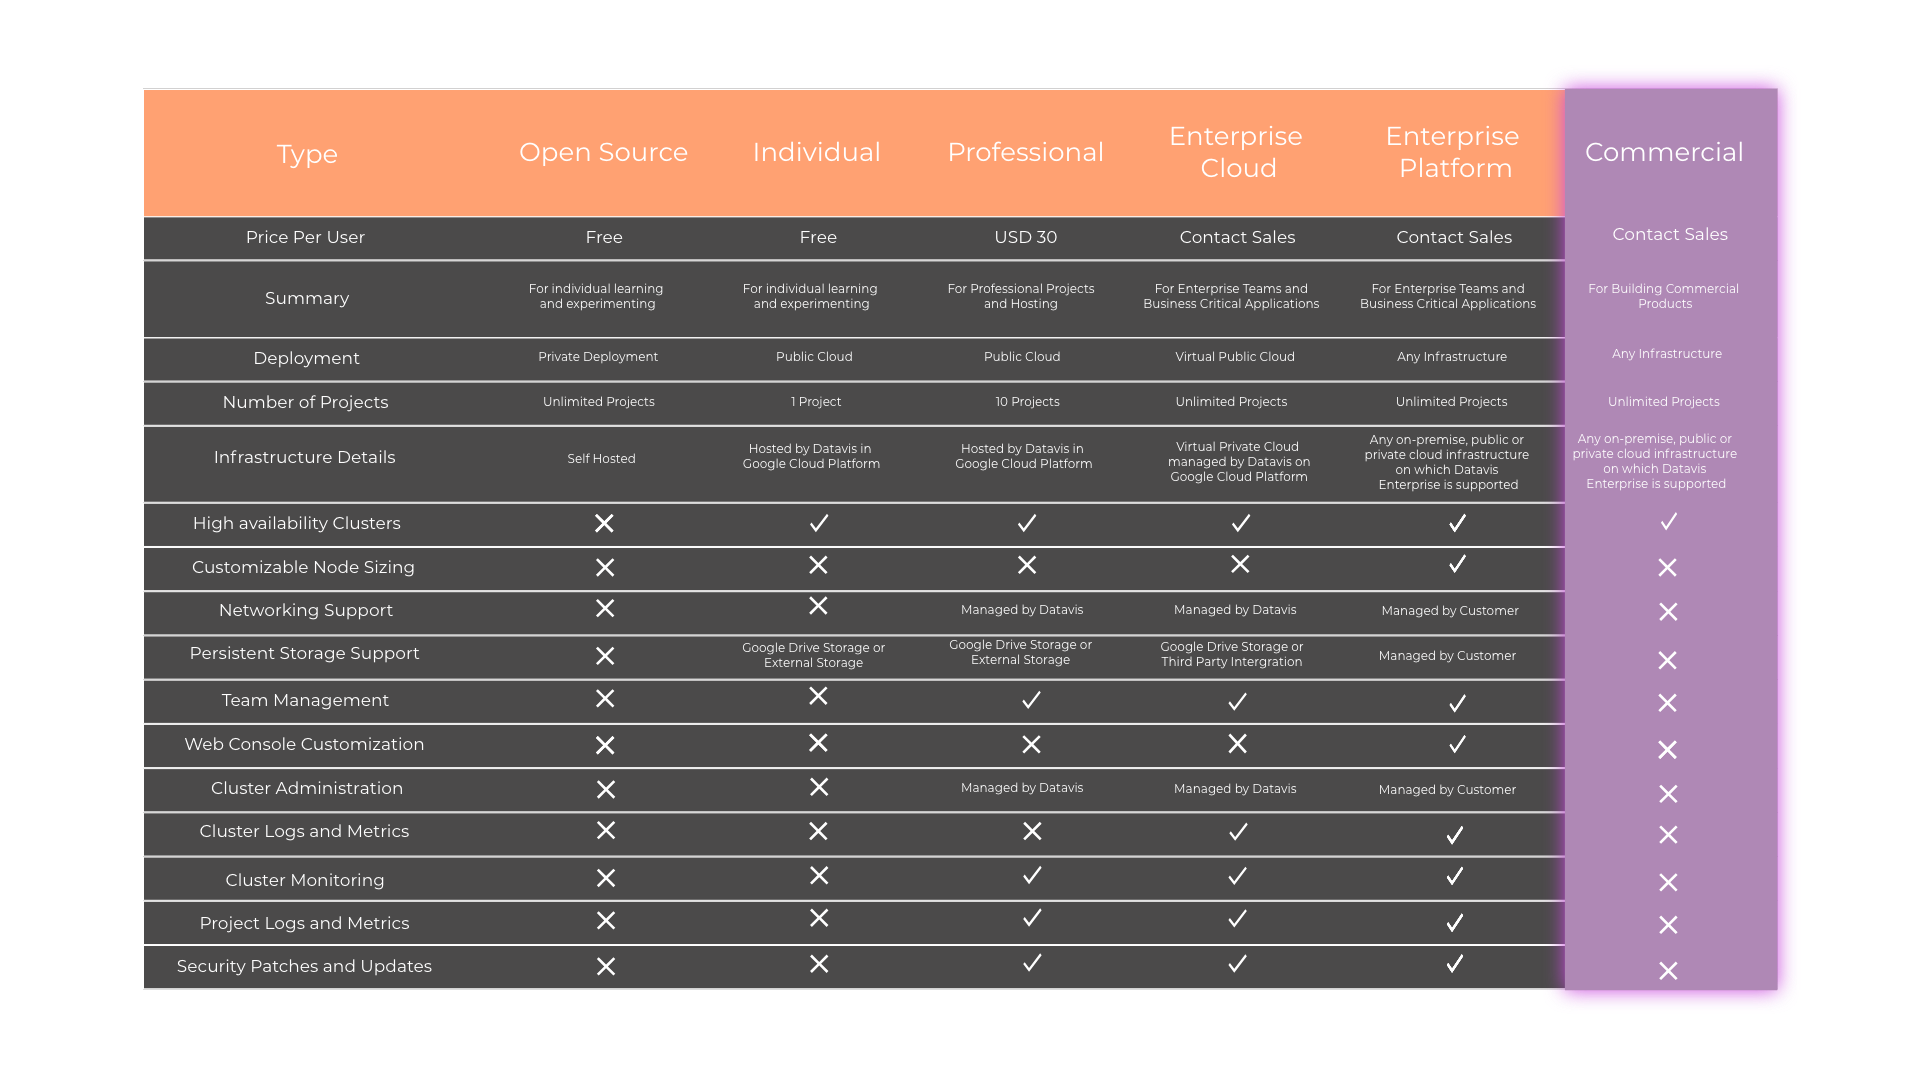 Type Open Source Individual Professional Enterprise Cloud Enterprise Platform Commercial
Price Per User Free Free USD 30 Contact Sales Contact Sales Contact Sales
Summary
For individual learning
and experimenting
For individual learning
and experimenting
For Professional Projects
and Hosting
For Enterprise Teams and
Business Critical Applications
For Enterprise Teams and
Business Critical Applications
For Building Commercial
Products
Deployment Private Deployment Public Cloud Public Cloud Virtual Public Cloud Any Infrastructure Any Infrastructure
Number of Projects Unlimited Projects 1 Project 10 Projects Unlimited Projects Unlimited Projects Unlimited Projects
Infrastructure Details
Self Hosted
Hosted by Datavis in
Google Cloud Platform
Hosted by Datavis in
Google Cloud Platform
Virtual Private Cloud
managed by Datavis on
Google Cloud Platform
Any on-premise, public or
private cloud infrastructure
on which Datavis
Enterprise is supported
Any on-premise, public or
private cloud infrastructure
on which Datavis
Enterprise is supported
High availability Clusters
Customizable Node Sizing
Networking Support Managed by Datavis Managed by Datavis Managed by Customer
Persistent Storage Support
Google Drive Storage or
External Storage
Google Drive Storage or
External Storage
Google Drive Storage or
Third Party Intergration
Managed by Customer
Team Management
Web Console Customization
Cluster Administration Managed by Datavis Managed by Datavis Managed by Customer
Cluster Logs and Metrics
Cluster Monitoring
Project Logs and Metrics
Security Patches and Updates